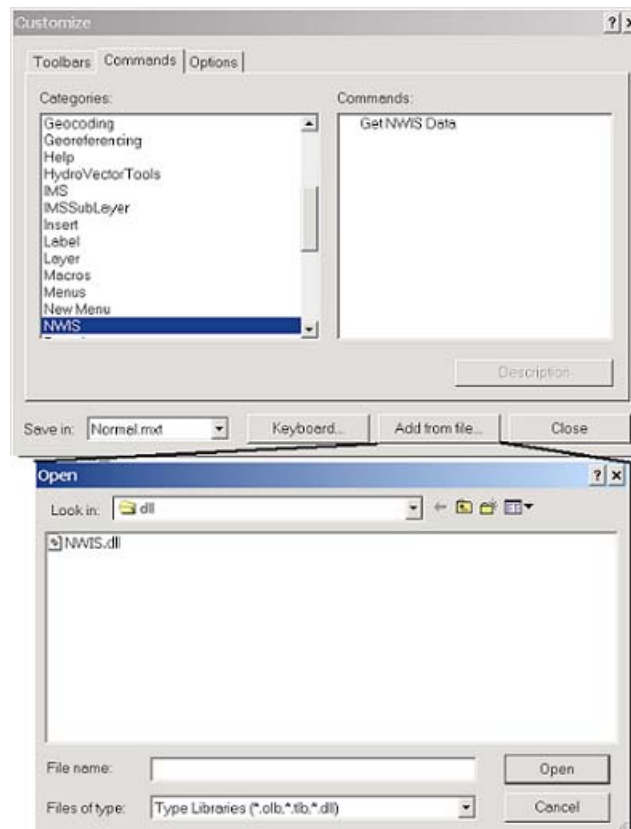 Customize
Toolbars Commands Options
Categories:
Commands:
Geocoding
Georeferencing
Help
HydroVectorTools
IMS
IMSSubLayer
Insert
Label
Layer
Macros
Menus
New Menu
NWIS
Get NWIS Data
Description
Save in: Normal.mxt Keyboard... Add from file... Close
Open
Look in: dll
NWIS.dll
File name: Open
Files of type: Type Libraries (*.olb,*.tlb,*.dll) Cancel